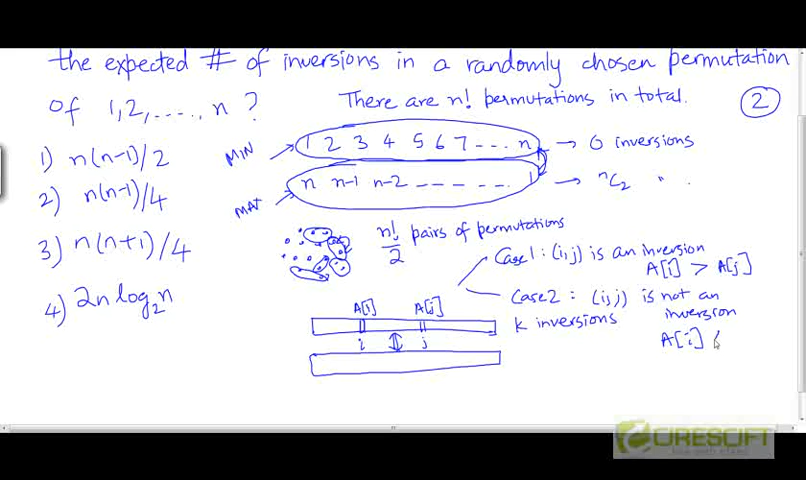 the expected # of inversions in a randomly chosen permutation
of 1,2,....., n ?
There are n! permutations in total.
2
1) n(n-1)/2
2) n(n-1)/4
3) n(n+1)/4
4) 2n log₂n
MIN
1 2 3 4 5 6 7 .... n → 0 inversions
MAX
n n-1 n-2 ------ 1 → ⁿC₂ " .
n!/2 pairs of permutations
Case1 : (i,j) is an inversion
A[i] > A[j]
Case2 : (i,j) is not an
inversion
A[i] (
k inversions
A[i] A[j]
i j